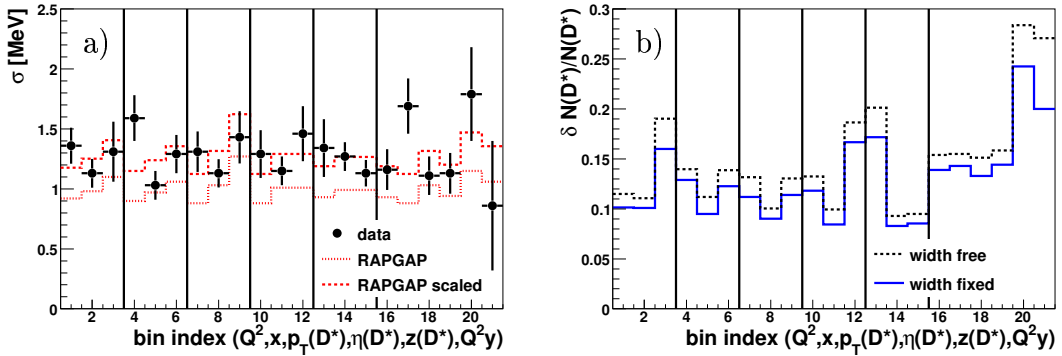 a)
σ [MeV]
2.5
2
1.5
1
0.5
0
data
RAPGAP
RAPGAP scaled
2 4 6 8 10 12 14 16 18 20
bin index (Q²,x,p_T(D*),η(D*),z(D*),Q²y)
b)
δ N(D*)/N(D*)
0.3
0.25
0.2
0.15
0.1
0.05
0
width free
width fixed
2 4 6 8 10 12 14 16 18 20
bin index (Q²,x,p_T(D*),η(D*),z(D*),Q²y)